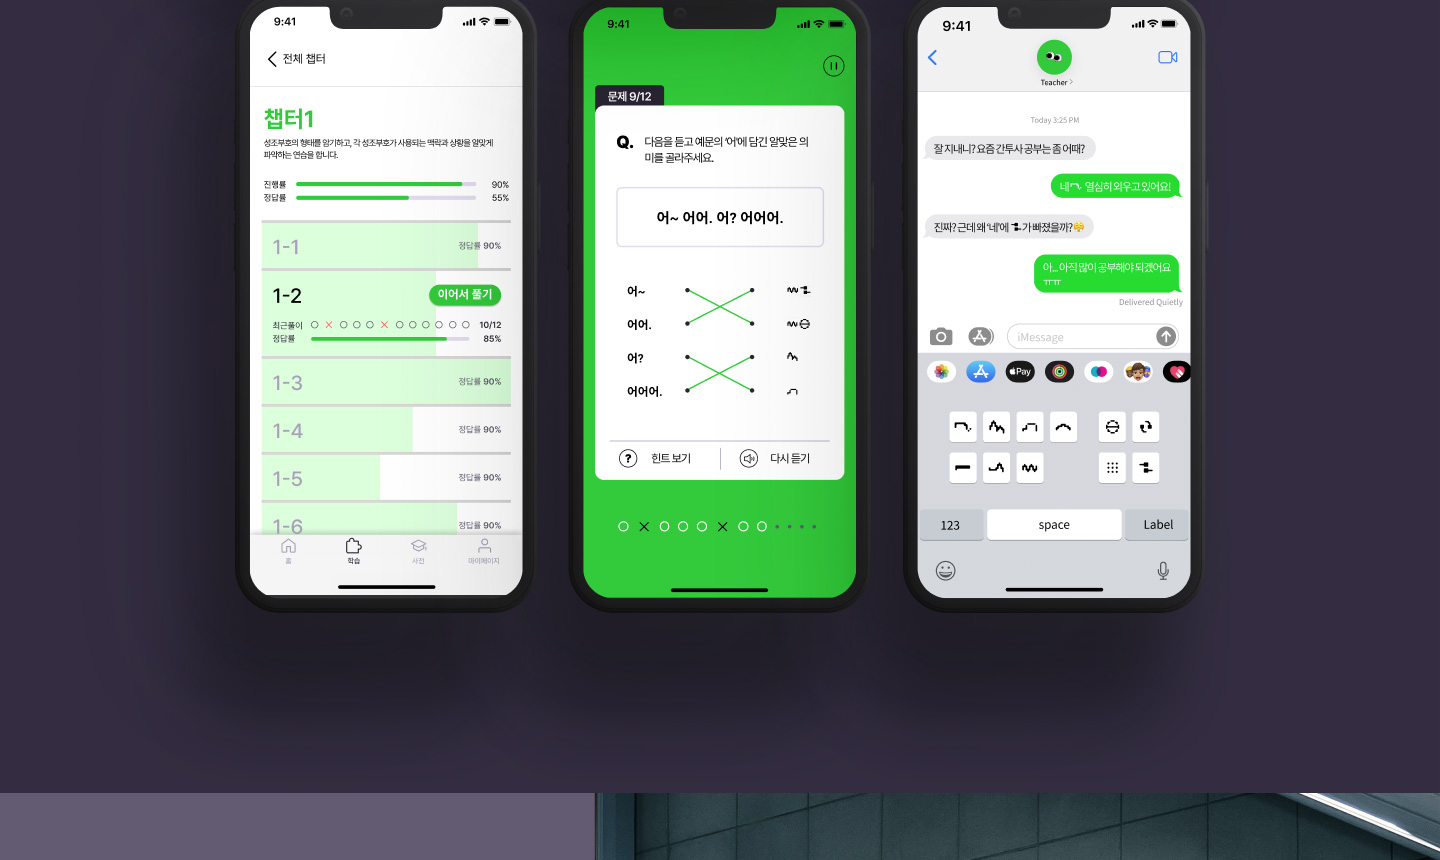 9:41
전체 챕터
챕터1
성조부호의 형태를 암기하고, 각 성조부호가 사용되는 맥락과 상황을 알맞게
파악하는 연습을 합니다.
진행률 90%
정답률 55%
1-1 정답률 90%
1-2 이어서 풀기
최근풀이 10/12
정답률 85%
1-3 정답률 90%
1-4 정답률 90%
1-5 정답률 90%
1-6 정답률 90%
홈 학습 사전 마이페이지
9:41
문제 9/12
Q. 다음을 듣고 예문의 '어'에 담긴 알맞은 의
미를 골라주세요.
어~ 어어. 어? 어어어.
어~
어어.
어?
어어어.
? 힌트 보기 다시 듣기
9:41
Teacher
Today 3:25 PM
잘 지내니? 요즘 간투사 공부는 좀 어때?
네 열심히 외우고 있어요!
진짜? 근데 왜 '네'에 가 빠졌을까?
아... 아직 많이 공부해야 되겠어요
ㅠㅠ
Delivered Quietly
iMessage
Pay
123 space Label